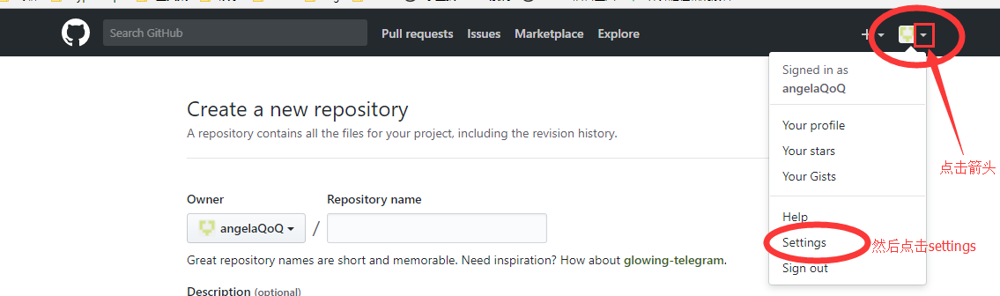 Search GitHub
Pull requests
Issues
Marketplace
Explore
Signed in as
angelaQoQ
Your profile
Your stars
Your Gists
Help
Settings
Sign out
点击箭头
然后点击settings
Create a new repository
A repository contains all the files for your project, including the revision history.
Owner
Repository name
angelaQoQ
/
Great repository names are short and memorable. Need inspiration? How about glowing-telegram.
Description (optional)